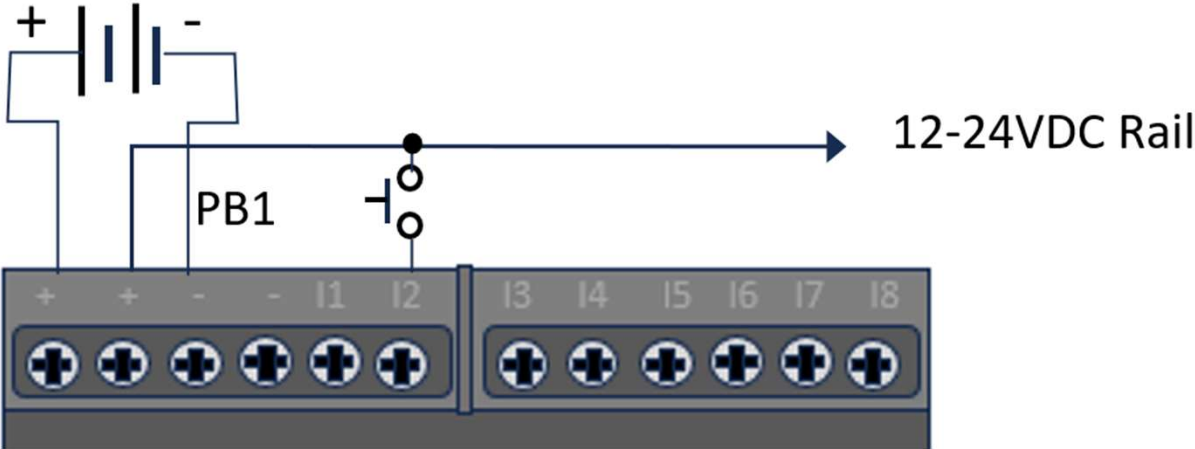 + -
12-24VDC Rail
PB1
+ + - - I1 I2 I3 I4 I5 I6 I7 I8